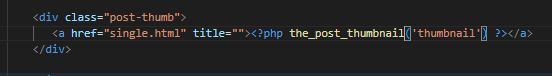 <div class="post-thumb">
<a href="single.html" title=""><?php the_post_thumbnail('thumbnail') ?></a>
</div>